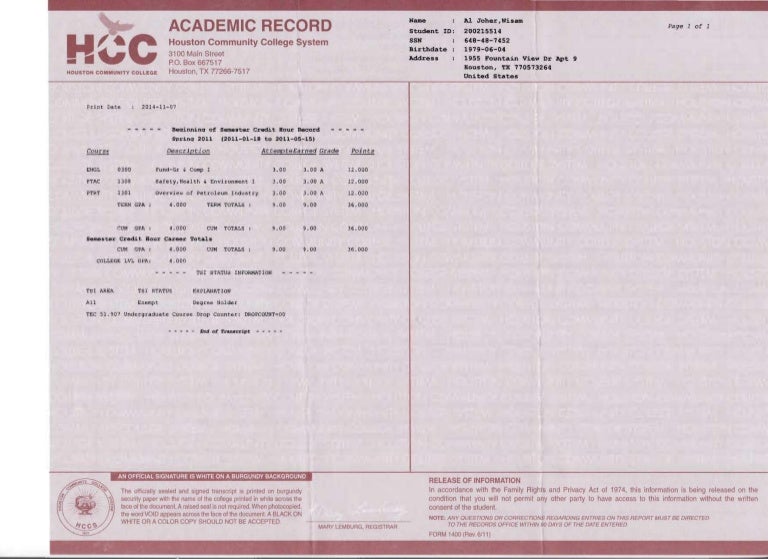 HCC
HOUSTON COMMUNITY COLLEGE
ACADEMIC RECORD
Houston Community College System
3100 Main Street
P.O. Box 667517
Houston, TX 77266-7517
Name : Al Johar,Wisam
Student ID: 200215514
SSN : 648-48-7452
Birthdate : 1979-06-04
Address : 1955 Fountain View Dr Apt 9
Houston, TX 770573264
United States
Page 1 of 1
Print Date : 2014-11-07
- - - - - Beginning of Semester Credit Hour Record - - - - -
Spring 2011 (2011-01-18 to 2011-05-15)
Course Description Attempted Earned Grade Points
ENGL 0300 Fund-Gr & Comp I 3.00 3.00 A 12.000
PTAC 1308 Safety,Health & Environment I 3.00 3.00 A 12.000
PTRT 1301 Overview of Petroleum Industry 3.00 3.00 A 12.000
TERM GPA : 4.000 TERM TOTALS : 9.00 9.00 36.000
CUM GPA : 4.000 CUM TOTALS : 9.00 9.00 36.000
Semester Credit Hour Career Totals
CUM GPA : 4.000 CUM TOTALS : 9.00 9.00 36.000
COLLEGE LVL GPA: 4.000
- - - - - TSI STATUS INFORMATION - - - - -
TSI AREA TSI STATUS EXPLANATION
All Exempt Degree Holder
TEC 51.907 Undergraduate Course Drop Counter: DROPCOUNT=00
- - - - - End of Transcript - - - - -
AN OFFICIAL SIGNATURE IS WHITE ON A BURGUNDY BACKGROUND
The officially sealed and signed transcript is printed on burgundy
security paper with the name of the college printed in white across the
face of the document. A raised seal is not required. When photocopied,
the word VOID appears across the face of the document. A BLACK ON
WHITE OR A COLOR COPY SHOULD NOT BE ACCEPTED.
HCCS
MARY LEMBURG, REGISTRAR
RELEASE OF INFORMATION
In accordance with the Family Rights and Privacy Act of 1974, this information is being released on the
condition that you will not permit any other party to have access to this information without the written
consent of the student.
NOTE: ANY QUESTIONS OR CORRECTIONS REGARDING ENTRIES ON THIS REPORT MUST BE DIRECTED
TO THE RECORDS OFFICE WITHIN 60 DAYS OF THE DATE ENTERED
FORM 1400 (Rev. 6/11)